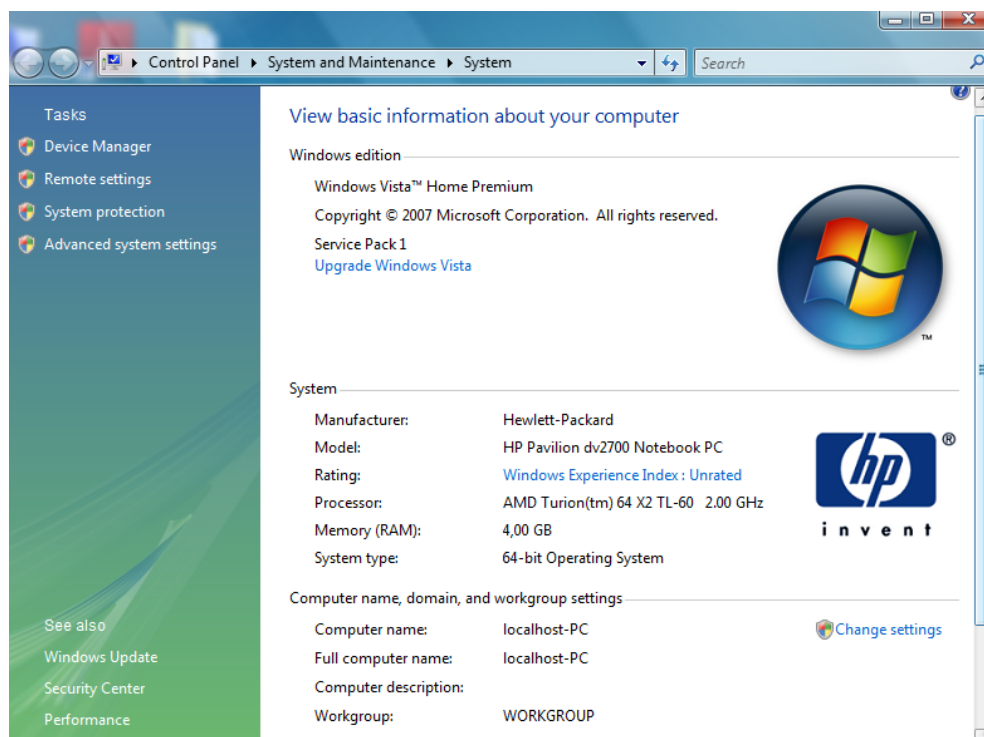 Control Panel System and Maintenance System Search
Tasks
Device Manager
Remote settings
System protection
Advanced system settings
See also
Windows Update
Security Center
Performance
View basic information about your computer
Windows edition
Windows Vista™ Home Premium
Copyright © 2007 Microsoft Corporation. All rights reserved.
Service Pack 1
Upgrade Windows Vista
TM
System
Manufacturer: Hewlett-Packard
Model: HP Pavilion dv2700 Notebook PC
Rating: Windows Experience Index : Unrated
Processor: AMD Turion(tm) 64 X2 TL-60 2.00 GHz
Memory (RAM): 4,00 GB
System type: 64-bit Operating System
hp ®
invent
Computer name, domain, and workgroup settings
Computer name: localhost-PC Change settings
Full computer name: localhost-PC
Computer description:
Workgroup: WORKGROUP